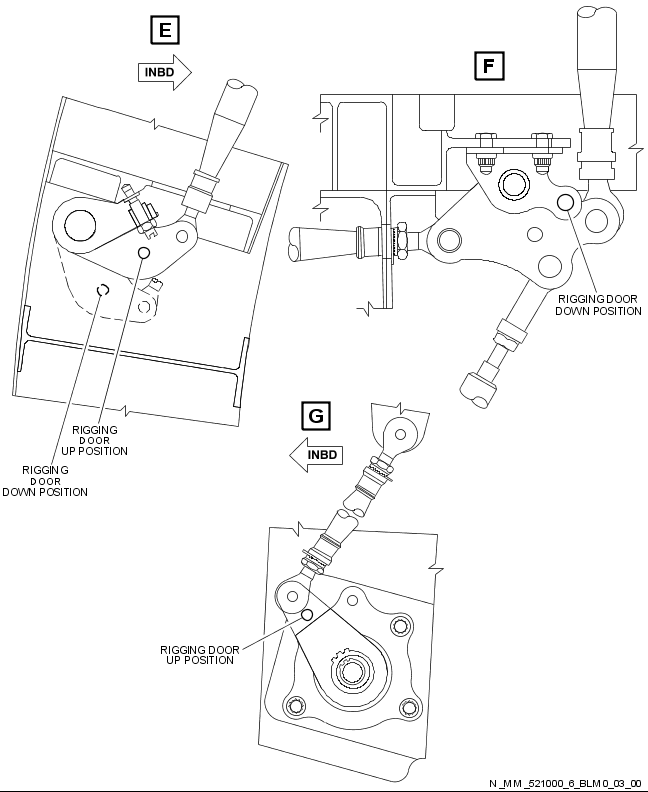 E
INBD
F
RIGGING DOOR
DOWN POSITION
RIGGING
DOOR
UP POSITION
RIGGING
DOOR
DOWN POSITION
G
INBD
RIGGING DOOR
UP POSITION
N_MM_521000_6_BLM0_03_00